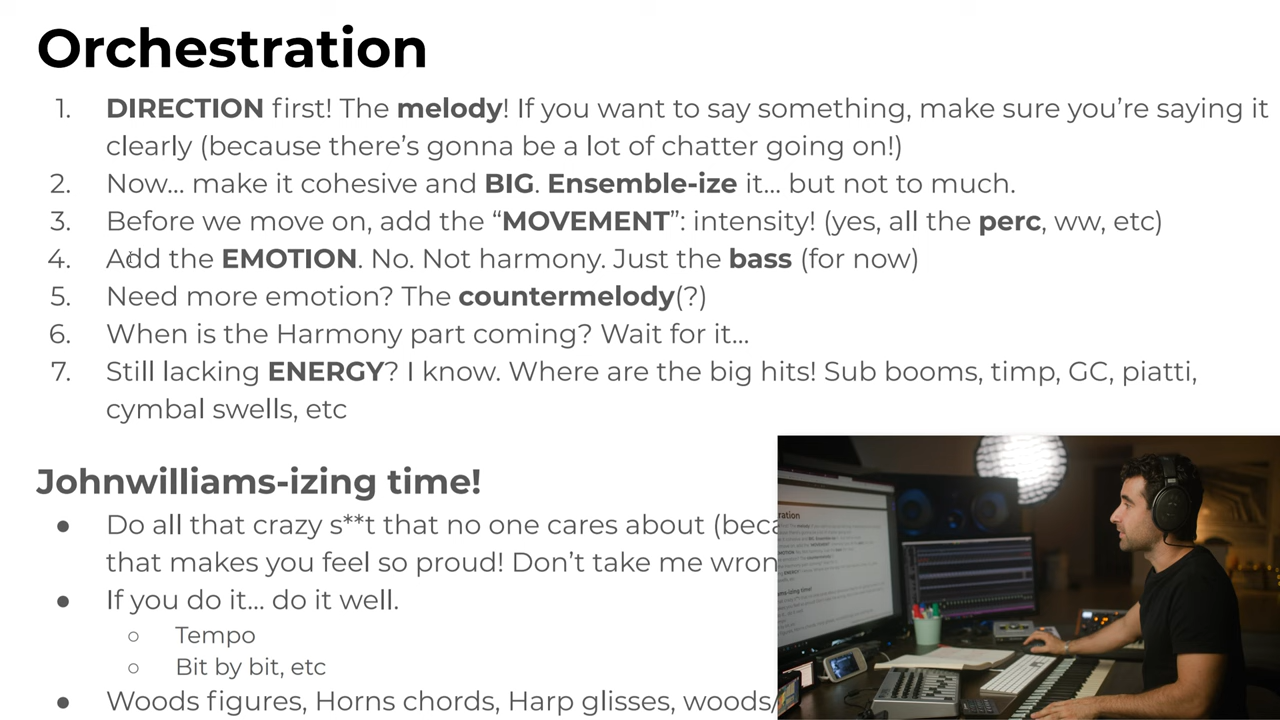 Orchestration
1. DIRECTION first! The melody! If you want to say something, make sure you're saying it
clearly (because there's gonna be a lot of chatter going on!)
2. Now... make it cohesive and BIG. Ensemble-ize it... but not to much.
3. Before we move on, add the “MOVEMENT”: intensity! (yes, all the perc, ww, etc)
4. Add the EMOTION. No. Not harmony. Just the bass (for now)
5. Need more emotion? The countermelody(?)
6. When is the Harmony part coming? Wait for it...
7. Still lacking ENERGY? I know. Where are the big hits! Sub booms, timp, GC, piatti,
cymbal swells, etc
Johnwilliams-izing time!
● Do all that crazy s**t that no one cares about
that makes you feel so proud! Don't take me
● If you do it... do it well.
○ Tempo
○ Bit by bit, etc
● Woods figures, Horns chords, Harp glisses, woods/